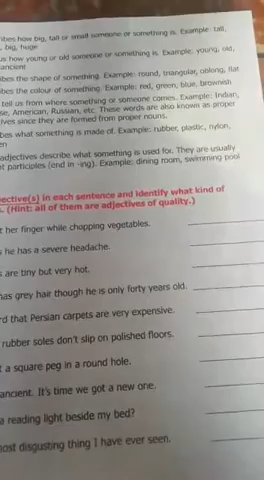 ibes how big, tall or small someone or something is. Example: tall,
, big, huge
us how young or old someone or something is. Example: young, old,
ancient
ibes the shape of something. Example: round, triangular, oblong, flat
ibes the colour of something. Example: red, green, blue, brownish
tell us from where something or someone comes. Example: Indian,
se, American, Russian, etc. These words are also known as proper
ives since they are formed from proper nouns.
bes what something is made of. Example: rubber, plastic, nylon,
en
adjectives describe what something is used for. They are usually
nt participles (end in -ing). Example: dining room, swimming pool
jective(s) in each sentence and identify what kind of
s. (Hint: all of them are adjectives of quality.)
t her finger while chopping vegetables.
s he has a severe headache.
s are tiny but very hot.
has grey hair though he is only forty years old.
rd that Persian carpets are very expensive.
rubber soles don't slip on polished floors.
t a square peg in a round hole.
ancient. It's time we got a new one.
a reading light beside my bed?
most disgusting thing I have ever seen.